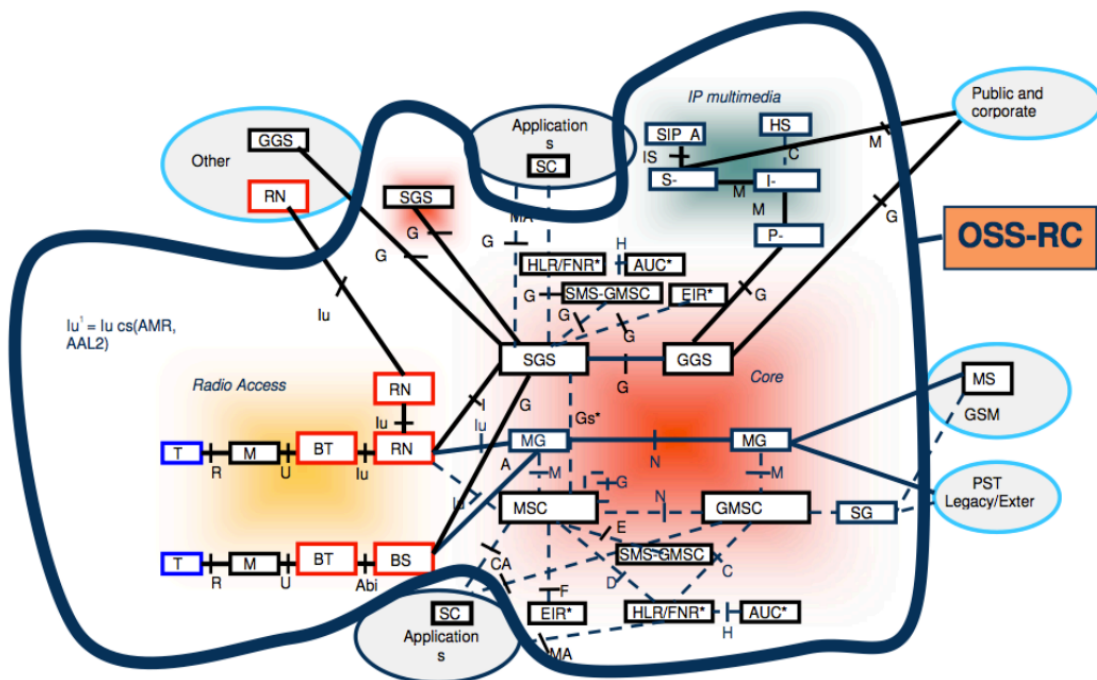 IP multimedia
Public and
corporate
Application
s
SC
SIP_A
HS
IS
C
M
S-
M
I-
M
P-
GGS
Other
RN
SGS
G
G
MA
G
H
HLR/FNR*
AUC*
G
SMS-GMSC
EIR*
G
G
G
G
OSS-RC
Iu
Iu¹ = Iu cs(AMR,
AAL2)
SGS
GGS
G
Core
Radio Access
RN
G
Gs*
MS
GSM
Iu
I
Iu
T
M
BT
RN
MG
MG
R
U
Iu
A
M
N
M
G
N
Iu
MSC
GMSC
SG
PST
Legacy/Exter
E
T
M
BT
BS
SMS-GMSC
R
U
Abi
CA
D
C
F
SC
EIR*
HLR/FNR*
AUC*
H
Application
s
MA